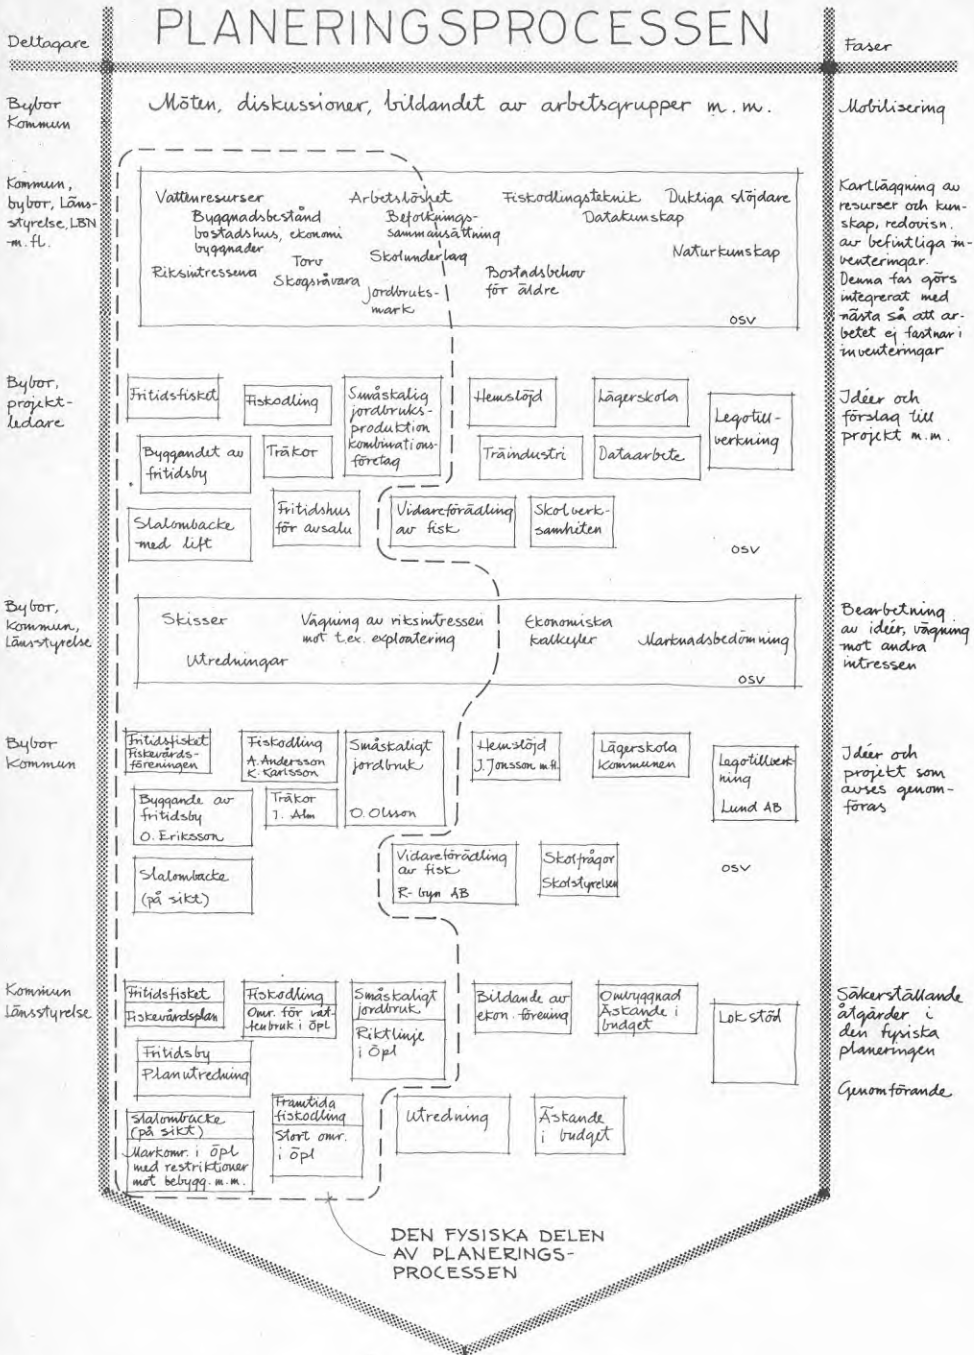 PLANERINGSPROCESSEN
Deltagare
Faser
Bybor
Kommun
Möten, diskussioner, bildandet av arbetsgrupper m.m.
Mobilisering
Kommun,
bybor, Läns-
styrelse, LBN
m.fl.
Vattenresurser
Byggnadsbestånd
bostadshus, ekonomi
byggnader
Riksintressena
Torv
Skogsråvara
Arbetslöshet
Befolknings-
sammansättning
Skolunderlag
Jordbruks-
mark
Fiskodlingsteknik
Duktiga slöjdare
Datakunskap
Naturkunskap
Bostadsbehov
för äldre
osv
Kartläggning av
resurser och kun-
skap, redovisn.
av befintliga in-
venteringar.
Denna fas görs
integrerat med
nästa så att ar-
betet ej fastnar i
inventeringar
Bybor,
projekt-
ledare
Fritidsfisket
Fiskodling
Småskalig
jordbruks-
produktion
kombinations-
företag
Hemslöjd
Lägerskola
Legotill-
verkning
Byggandet av
fritidsby
Träkor
Träindustri
Dataarbete
Slalombacke
med lift
Fritidshus
för avsalu
Vidareförädling
av fisk
Skolverk-
samheten
osv
Idéer och
förslag till
projekt m.m.
Bybor,
Kommun,
Länsstyrelse
Skisser
Vägning av riksintressen
mot t.ex. exploatering
Utredningar
Ekonomiska
kalkyler
Marknadsbedömning
osv
Bearbetning
av idéer, vägning
mot andra
intressen
Bybor
Kommun
Fritidsfisket
Fiskevårds-
föreningen
Fiskodling
A. Andersson
K. Karlsson
Småskaligt
jordbruk
O. Olsson
Hemslöjd
J. Jonsson m.fl.
Lägerskola
Kommunen
Legotillverk
ning
Lund AB
Byggande av
fritidsby
O. Eriksson
Träkor
I. Alm
Slalombacke
(på sikt)
Vidareförädling
av fisk
R-byn AB
Skolfrågor
Skolstyrelsen
osv
Idéer och
projekt som
avses genom-
föras
Kommun
Länsstyrelse
Fritidsfisket
Fiskevårdsplan
Fiskodling
Omr. för vat-
tenbruk i öpl
Småskaligt
jordbruk
Riktlinje
i öpl
Bildande av
ekon. förening
Ombyggnad
Äskande i
budget
Lok stöd
Fritidsby
Planutredning
Slalombacke
(på sikt)
Markomr. i öpl
med restriktioner
mot bebygg. m.m.
Framtida
fiskodling
Stort omr.
i öpl
Utredning
Äskande
i budget
Säkerställande
åtgärder i
den fysiska
planeringen
Genomförande
DEN FYSISKA DELEN
AV PLANERINGS-
PROCESSEN